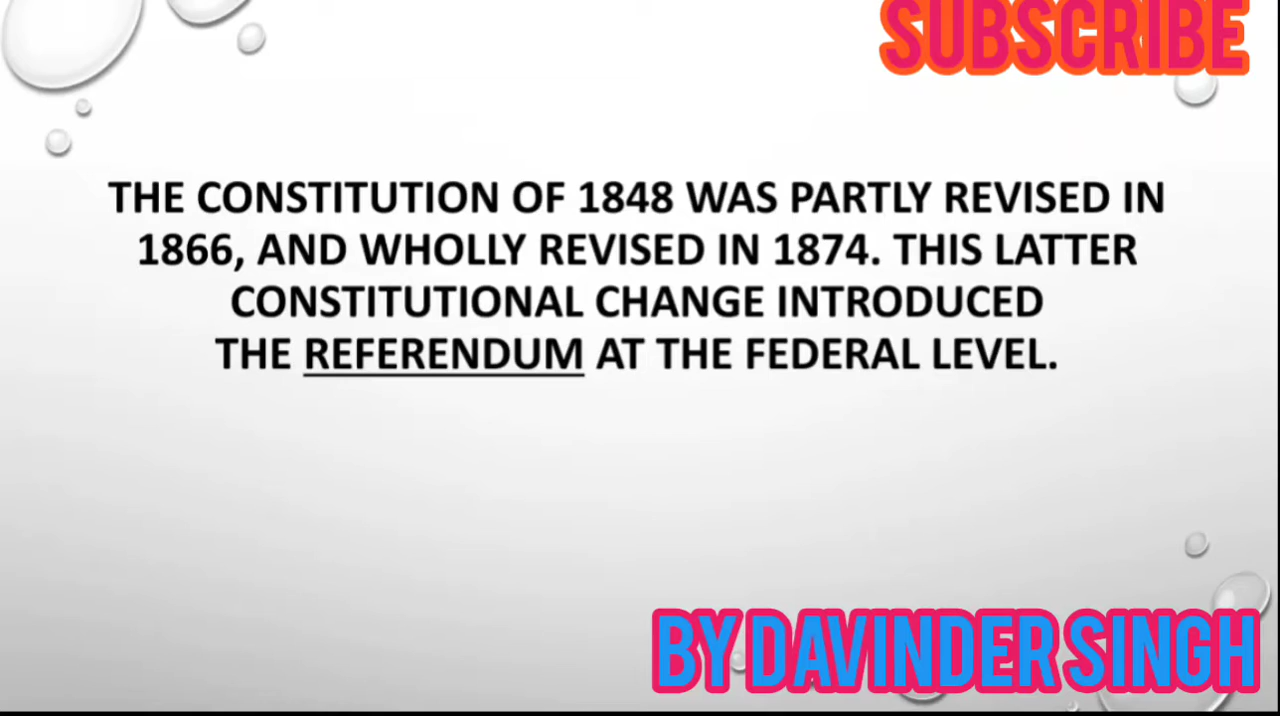 SUBSCRIBE
THE CONSTITUTION OF 1848 WAS PARTLY REVISED IN
1866, AND WHOLLY REVISED IN 1874. THIS LATTER
CONSTITUTIONAL CHANGE INTRODUCED
THE REFERENDUM AT THE FEDERAL LEVEL.
BY DAVINDER SINGH